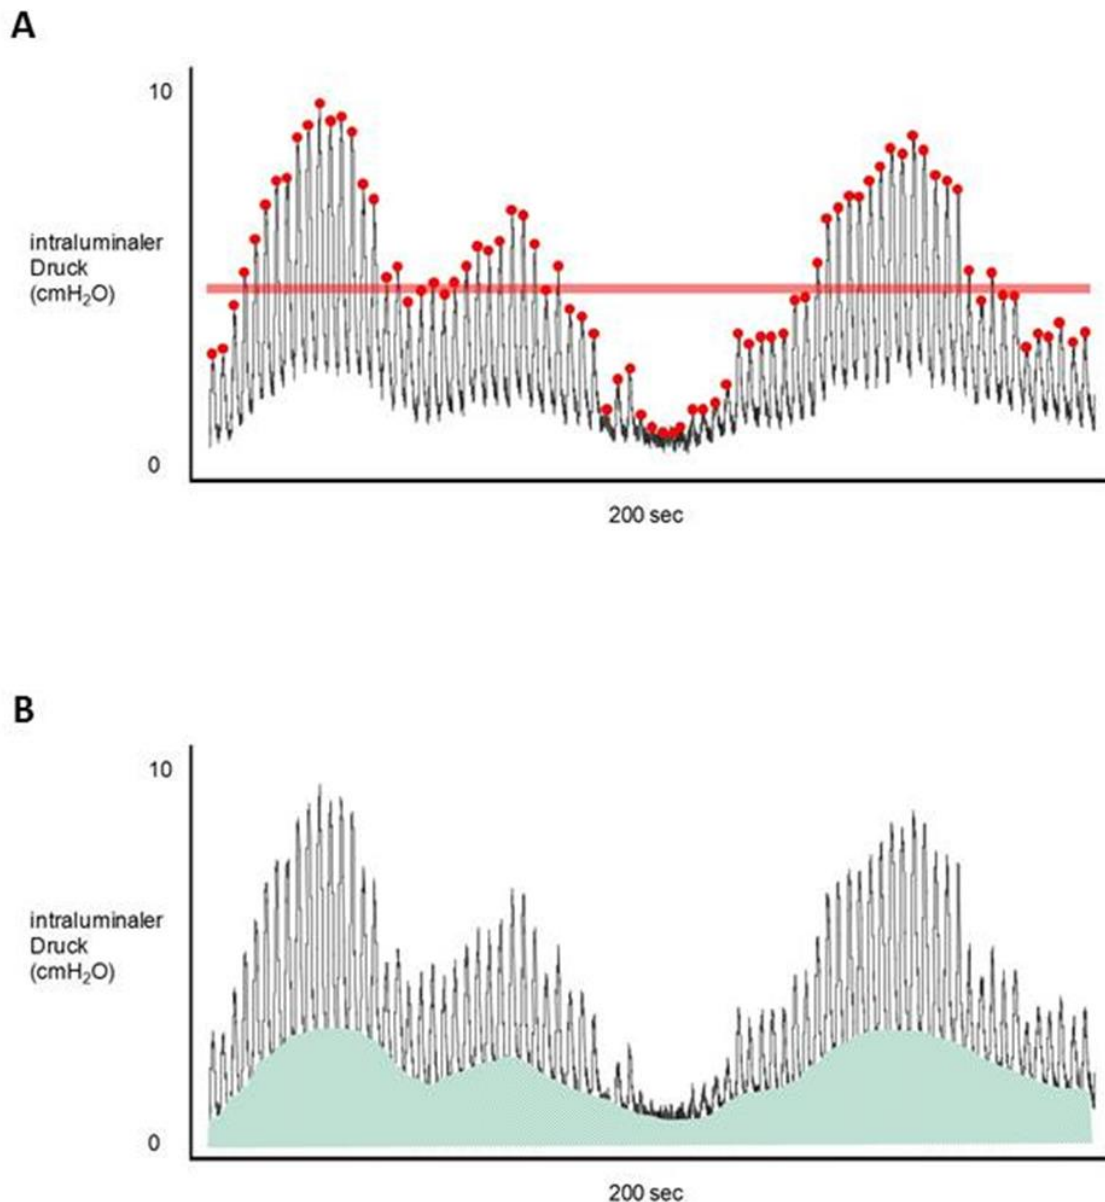 A
10
intraluminaler
Druck
(cmH₂O)
0
200 sec
B
10
intraluminaler
Druck
(cmH₂O)
0
200 sec